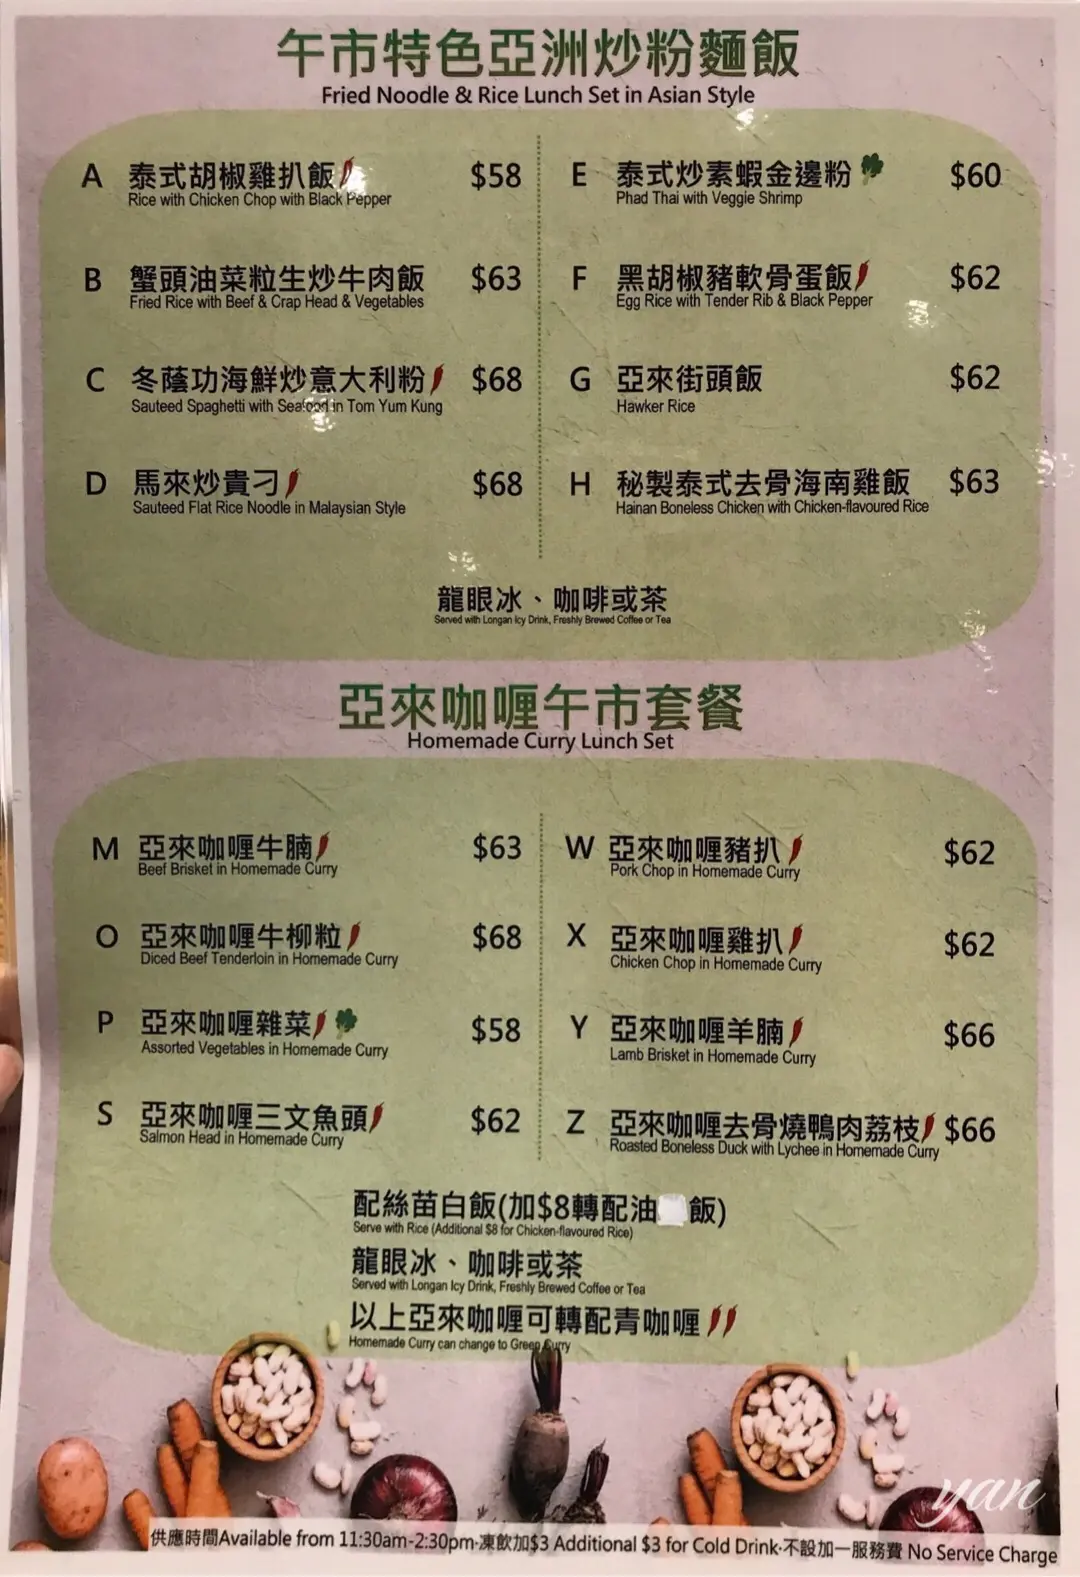 午市特色亞洲炒粉麵飯
Fried Noodle & Rice Lunch Set in Asian Style
A 泰式胡椒雞扒飯 $58
Rice with Chicken Chop with Black Pepper
B 蟹頭油菜粒生炒牛肉飯 $63
Fried Rice with Beef & Crap Head & Vegetables
C 冬蔭功海鮮炒意大利粉 $68
Sauteed Spaghetti with Seafood in Tom Yum Kung
D 馬來炒貴刁 $68
Sauteed Flat Rice Noodle in Malaysian Style
E 泰式炒素蝦金邊粉 $60
Phad Thai with Veggie Shrimp
F 黑胡椒豬軟骨蛋飯 $62
Egg Rice with Tender Rib & Black Pepper
G 亞來街頭飯 $62
Hawker Rice
H 秘製泰式去骨海南雞飯 $63
Hainan Boneless Chicken with Chicken-flavoured Rice
龍眼冰、咖啡或茶
Served with Longan Icy Drink, Freshly Brewed Coffee or Tea
亞來咖喱午市套餐
Homemade Curry Lunch Set
M 亞來咖喱牛腩 $63
Beef Brisket in Homemade Curry
O 亞來咖喱牛柳粒 $68
Diced Beef Tenderloin in Homemade Curry
P 亞來咖喱雜菜 $58
Assorted Vegetables in Homemade Curry
S 亞來咖喱三文魚頭 $62
Salmon Head in Homemade Curry
W 亞來咖喱豬扒 $62
Pork Chop in Homemade Curry
X 亞來咖喱雞扒 $62
Chicken Chop in Homemade Curry
Y 亞來咖喱羊腩 $66
Lamb Brisket in Homemade Curry
Z 亞來咖喱去骨燒鴨肉荔枝 $66
Roasted Boneless Duck with Lychee in Homemade Curry
配絲苗白飯(加$8轉配油 飯)
Serve with Rice (Additional $8 for Chicken-flavoured Rice)
龍眼冰、咖啡或茶
Served with Longan Icy Drink, Freshly Brewed Coffee or Tea
以上亞來咖喱可轉配青咖喱
Homemade Curry can change to Green Curry
yan
供應時間Available from 11:30am-2:30pm·凍飲加$3 Additional $3 for Cold Drink·不設加一服務費 No Service Charge